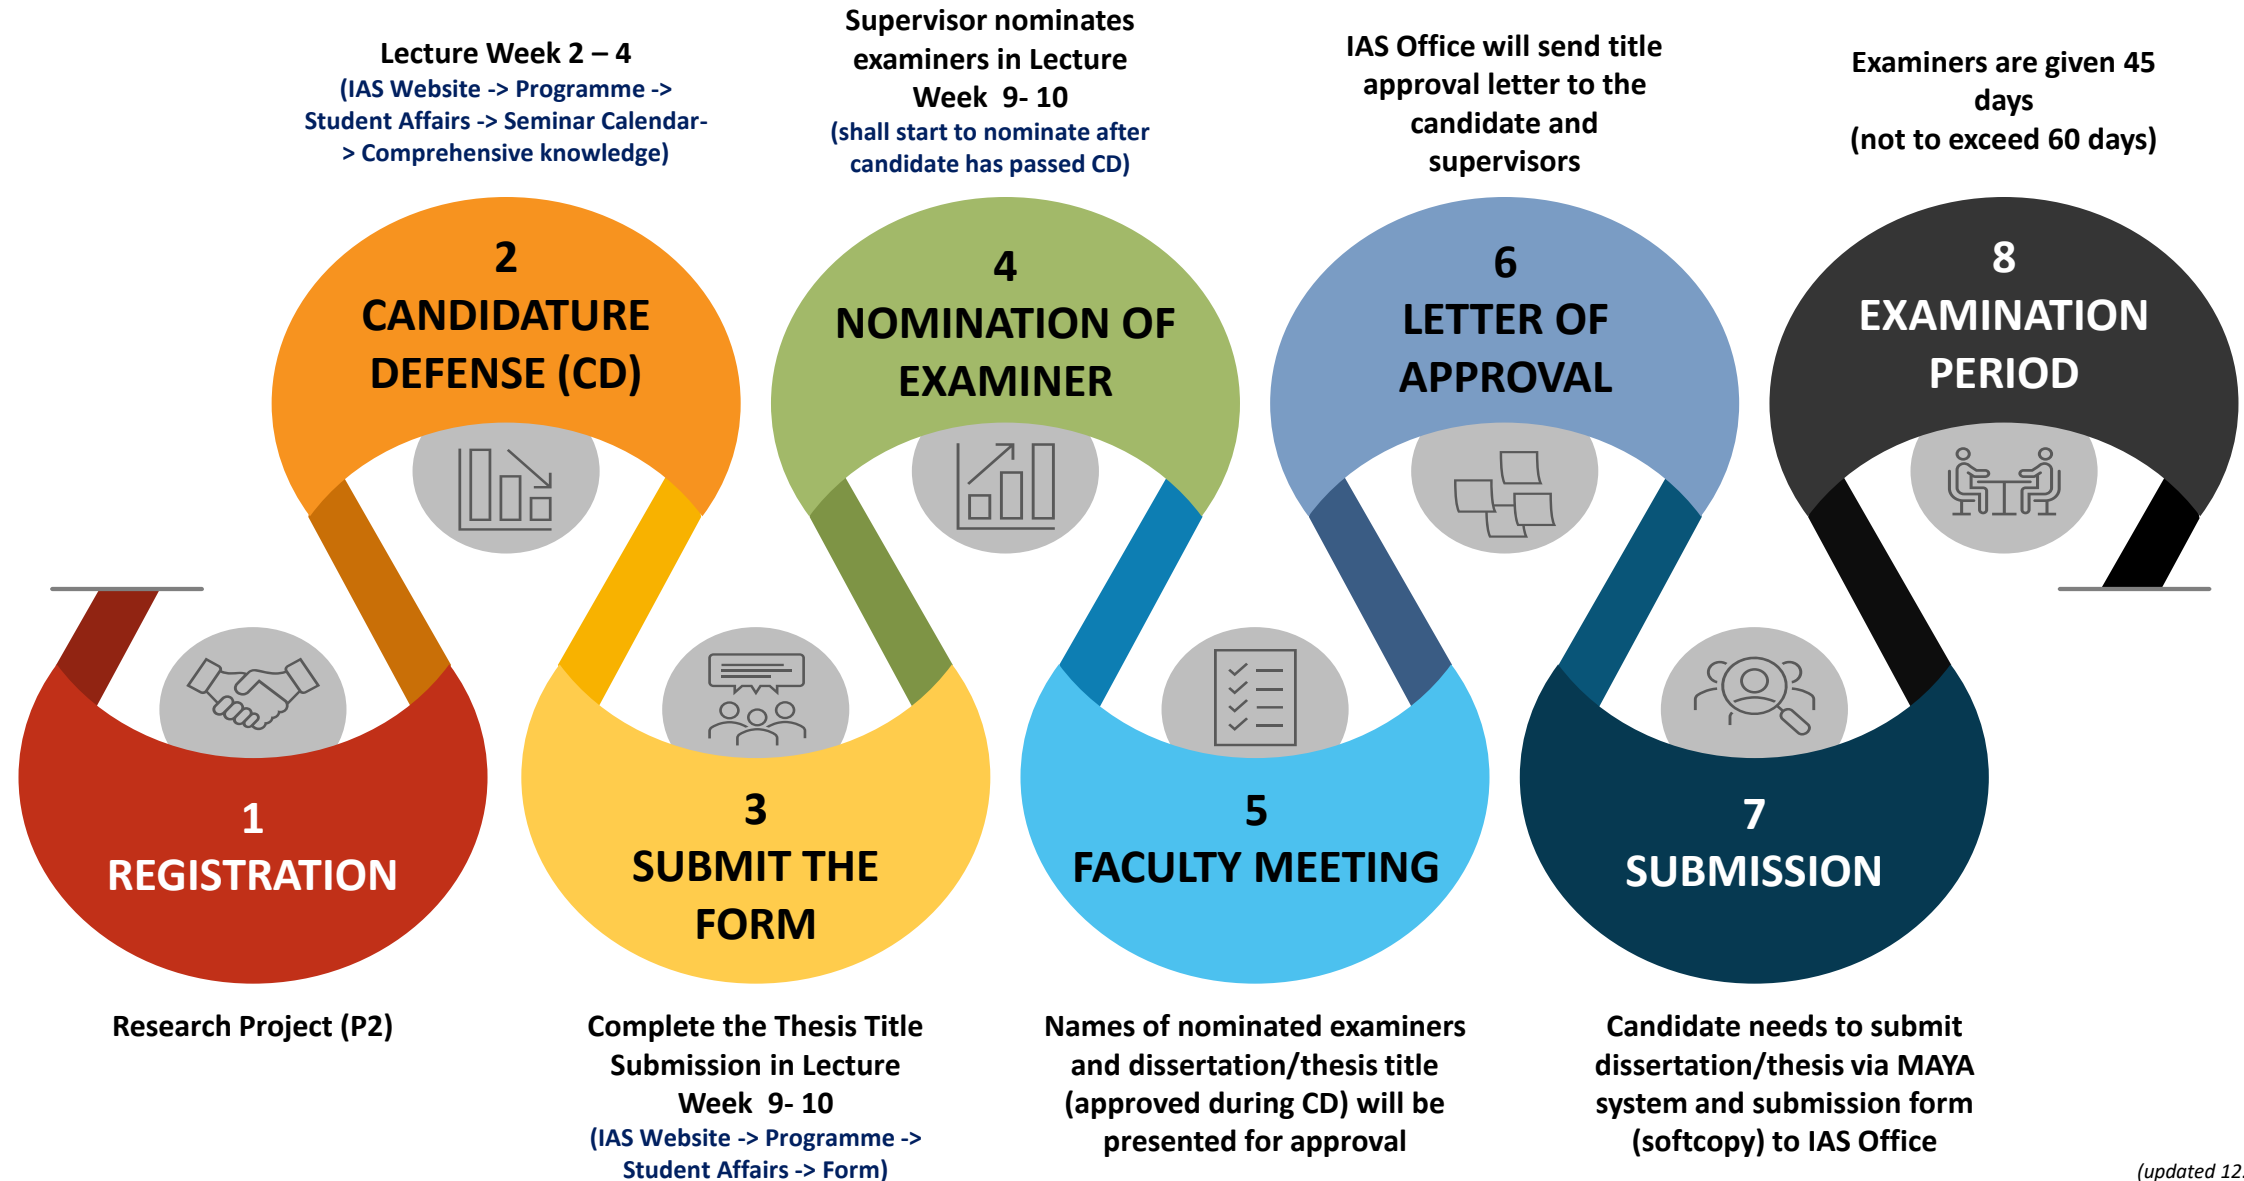 Lecture Week 2 – 4
(IAS Website -> Programme ->
Student Affairs -> Seminar Calendar-
> Comprehensive knowledge)
Supervisor nominates
examiners in Lecture
Week  9- 10
(shall start to nominate after
candidate has passed CD)
IAS Office will send title
approval letter to the
candidate and
supervisors
Examiners are given 45
days
(not to exceed 60 days)
2
CANDIDATURE
DEFENSE (CD)
4
NOMINATION OF
EXAMINER
6
LETTER OF
APPROVAL
8
EXAMINATION
PERIOD
1
REGISTRATION
3
SUBMIT THE
FORM
5
FACULTY MEETING
7
SUBMISSION
Research Project (P2)
Complete the Thesis Title
Submission in Lecture
Week  9- 10
(IAS Website -> Programme ->
Student Affairs -> Form)
Names of nominated examiners
and dissertation/thesis title
(approved during CD) will be
presented for approval
Candidate needs to submit
dissertation/thesis via MAYA
system and submission form
(softcopy) to IAS Office
(updated 12